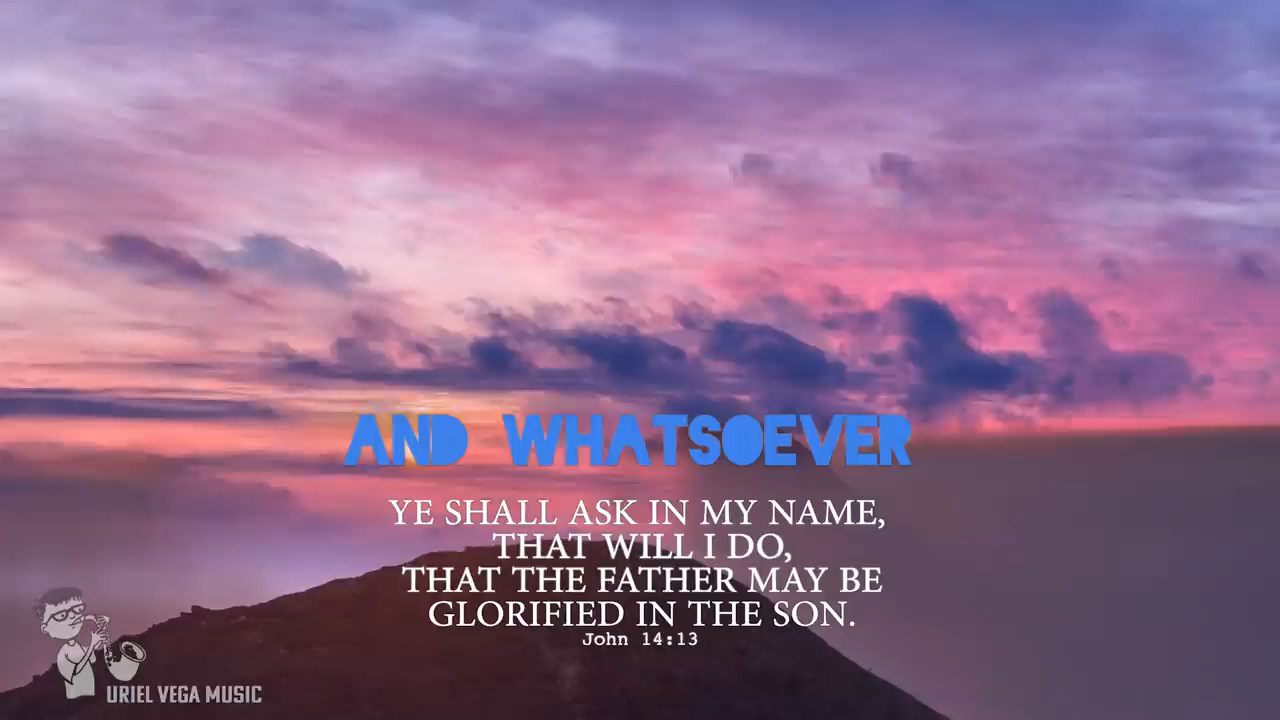 AND WHATSOEVER
YE SHALL ASK IN MY NAME,
THAT WILL I DO,
THAT THE FATHER MAY BE
GLORIFIED IN THE SON.
John 14:13
URIEL VEGA MUSIC